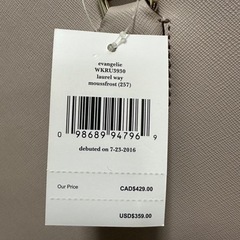 evangelie
WKRU3930
laurel way
moussfrost (257)
0 98689 94796 9
debuted on 7-23-2016
Our Price CAD$429.00
USD$359.00